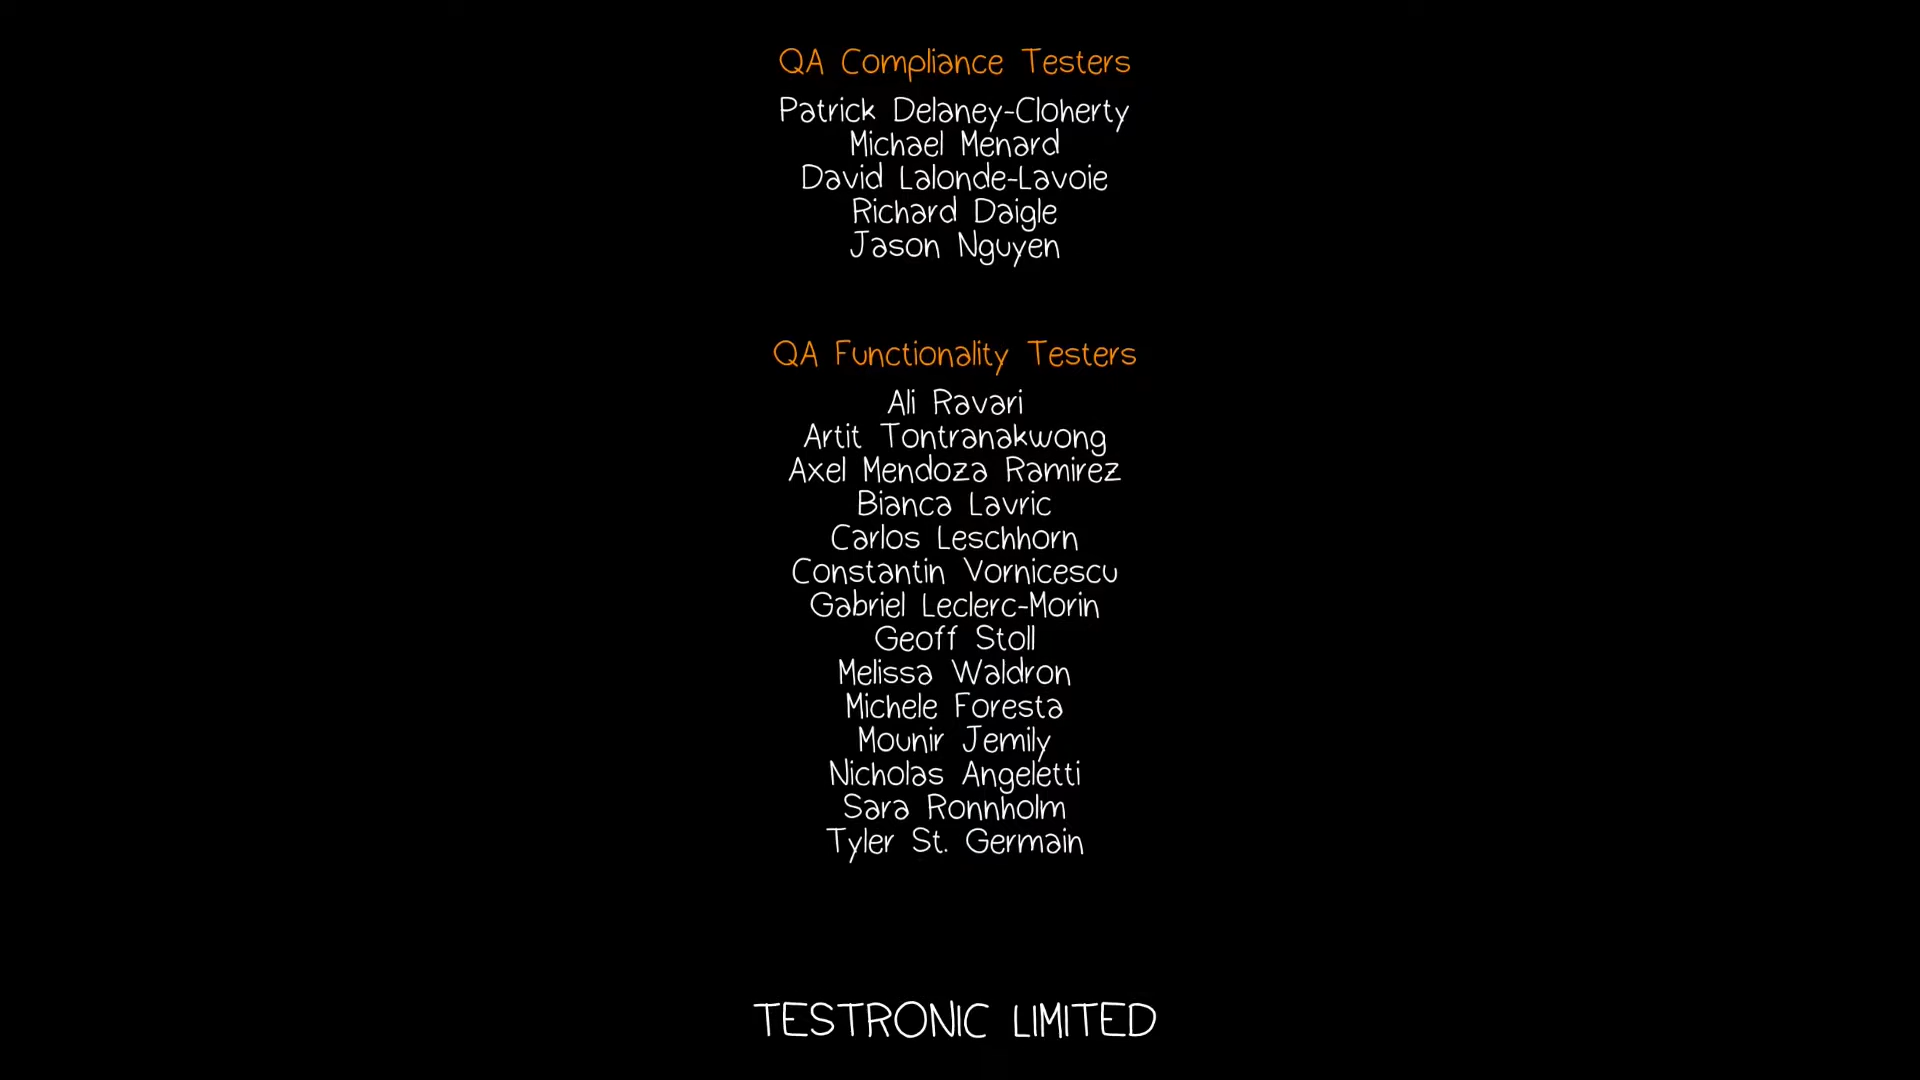 QA Compliance Testers
Patrick Delaney-Cloherty
Michael Menard
David Lalonde-Lavoie
Richard Daigle
Jason Nguyen
QA Functionality Testers
Ali Ravari
Artit Tontranakwong
Axel Mendoza Ramirez
Bianca Lavric
Carlos Leschhorn
Constantin Vornicescu
Gabriel Leclerc-Morin
Geoff Stoll
Melissa Waldron
Michele Foresta
Mounir Jemily
Nicholas Angeletti
Sara Ronnholm
Tyler St. Germain
TESTRONIC LIMITED